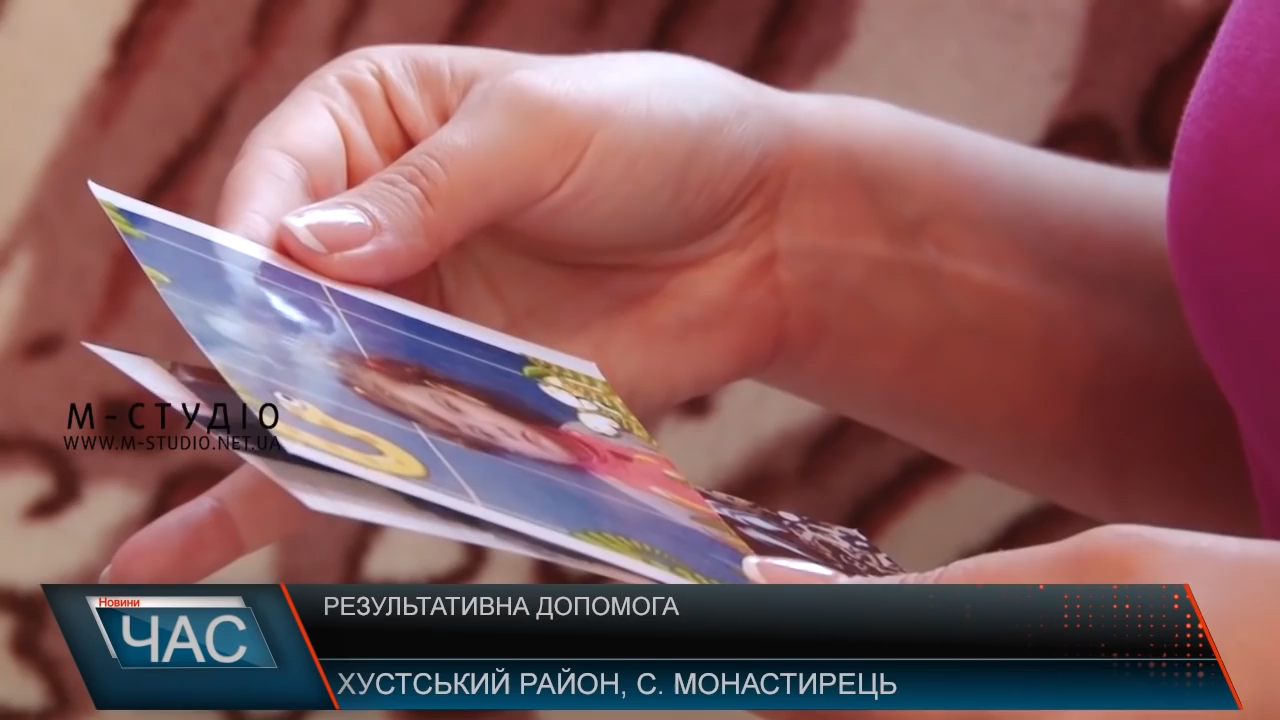 М-СТУДІО
WWW.M-STUDIO.NET.UA
Новини
ЧАС
РЕЗУЛЬТАТИВНА ДОПОМОГА
ХУСТСЬКИЙ РАЙОН, С. МОНАСТИРЕЦЬ